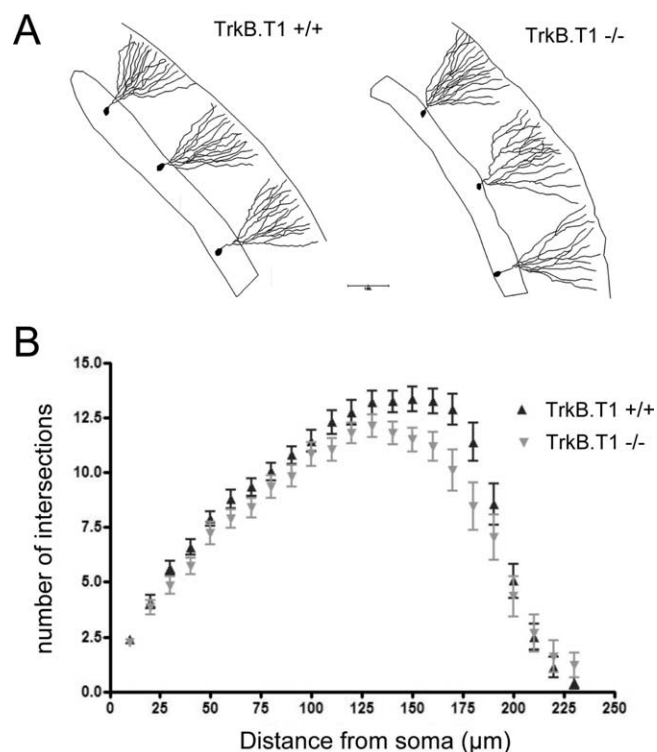 A
TrkB.T1 +/+
TrkB.T1 -/-
B
15.0
12.5
10.0
7.5
5.0
2.5
0.0
number of intersections
TrkB.T1 +/+
TrkB.T1 -/-
0 25 50 75 100 125 150 175 200 225 250
Distance from soma (µm)